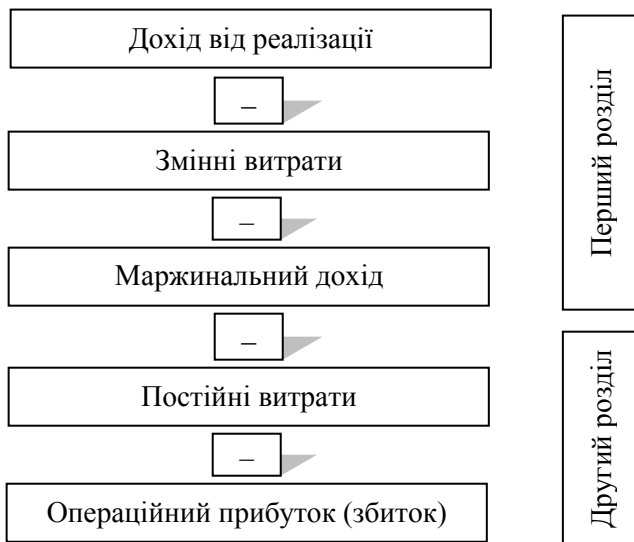 Дохід від реалізації
–
Змінні витрати
–
Маржинальний дохід
–
Постійні витрати
–
Операційний прибуток (збиток)
Перший розділ
Другий розділ